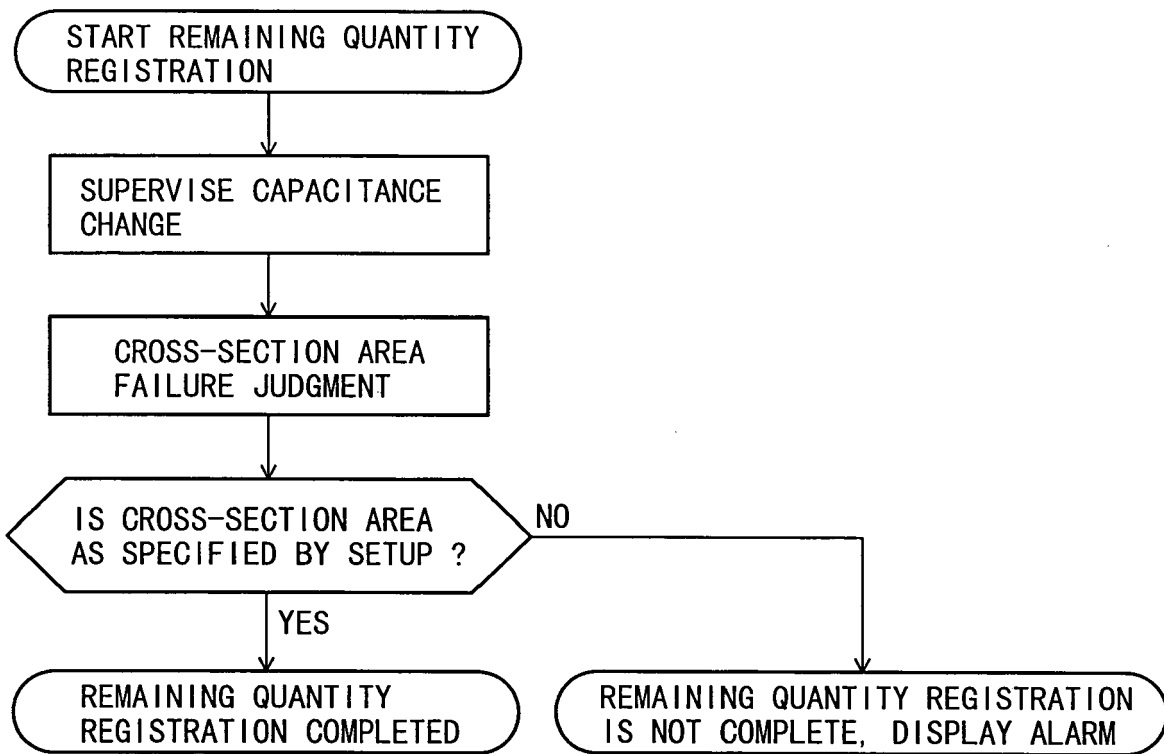 START REMAINING QUANTITY
REGISTRATION
SUPERVISE CAPACITANCE
CHANGE
CROSS-SECTION AREA
FAILURE JUDGMENT
IS CROSS-SECTION AREA
AS SPECIFIED BY SETUP ?
NO
YES
REMAINING QUANTITY
REGISTRATION COMPLETED
REMAINING QUANTITY REGISTRATION
IS NOT COMPLETE, DISPLAY ALARM